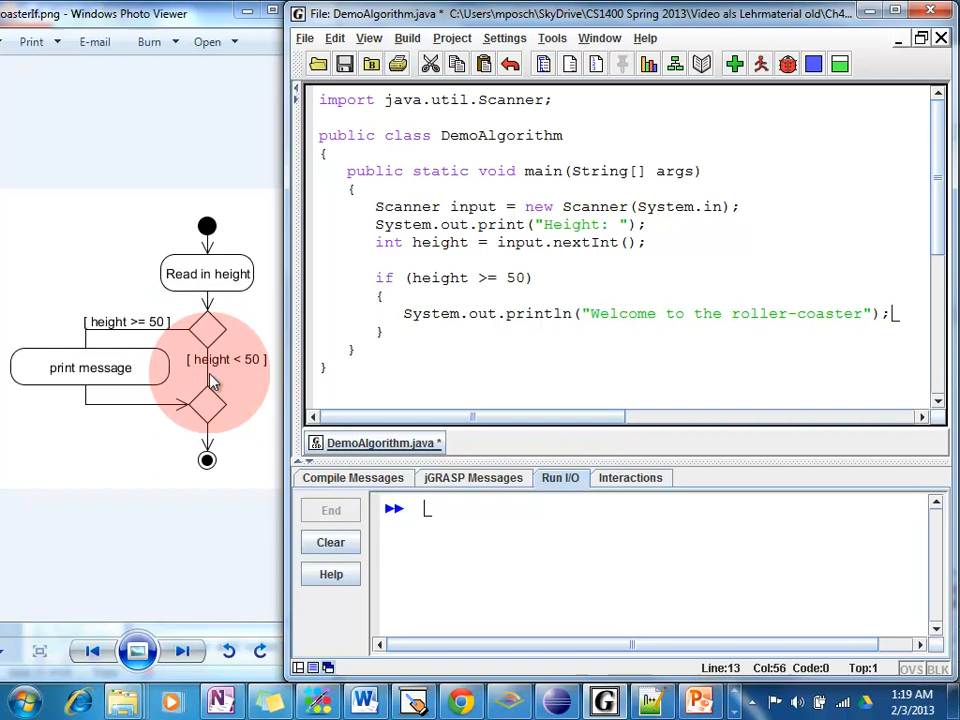 oasterIf.png - Windows Photo Viewer
Print E-mail Burn Open
Read in height
[ height >= 50 ]
[ height < 50 ]
print message
File: DemoAlgorithm.java * C:\Users\mposch\SkyDrive\CS1400 Spring 2013\Video als Lehrmaterial old\Ch4...
File Edit View Build Project Settings Tools Window Help
import java.util.Scanner;
public class DemoAlgorithm
{
public static void main(String[] args)
{
Scanner input = new Scanner(System.in);
System.out.print("Height: ");
int height = input.nextInt();
if (height >= 50)
{
System.out.println("Welcome to the roller-coaster");
}
}
}
DemoAlgorithm.java *
Compile Messages jGRASP Messages Run I/O Interactions
End
Clear
Help
Line:13 Col:56 Code:0 Top:1 OVS BLK
1:19 AM
2/3/2013